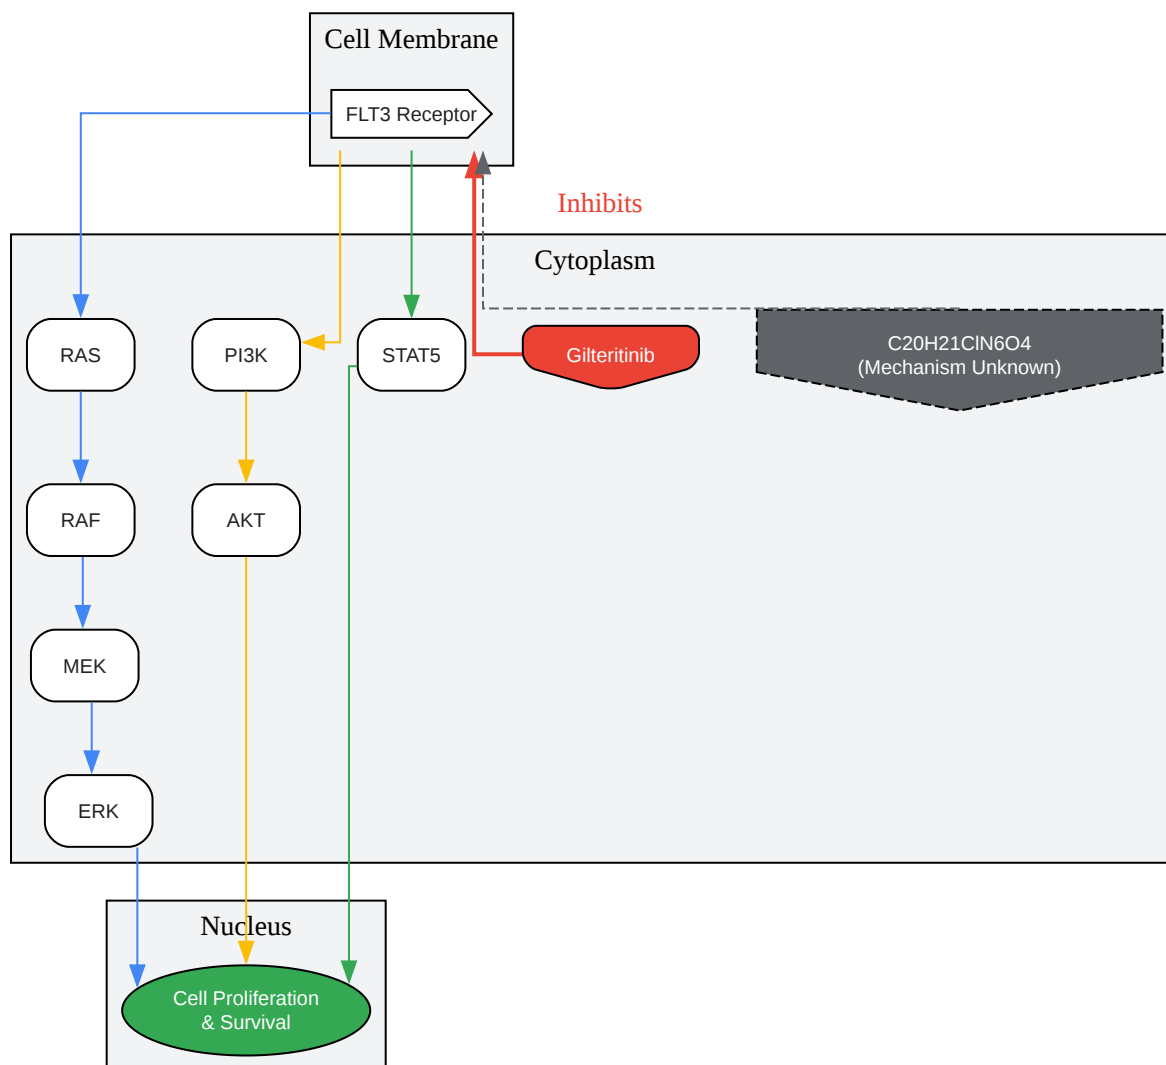 Cell Membrane
FLT3 Receptor
Inhibits
Cytoplasm
RAS
PI3K
STAT5
Gilteritinib
C20H21ClN6O4
(Mechanism Unknown)
RAF
AKT
MEK
ERK
Nucleus
Cell Proliferation
& Survival